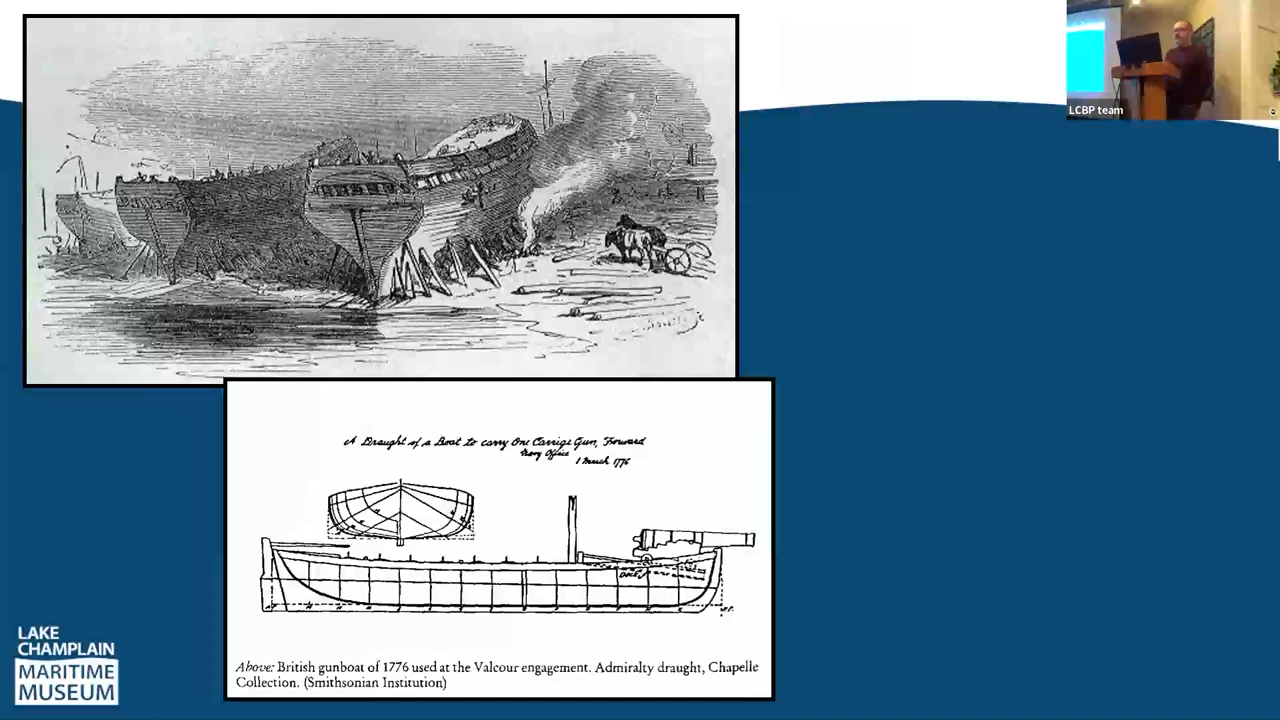 LCBP team
A Draught of a Boat to carry One Carrige Gun, Forward
Navy Office
1 March 1776
Above: British gunboat of 1776 used at the Valcour engagement. Admiralty draught, Chapelle
Collection. (Smithsonian Institution)
LAKE
CHAMPLAIN
MARITIME
MUSEUM